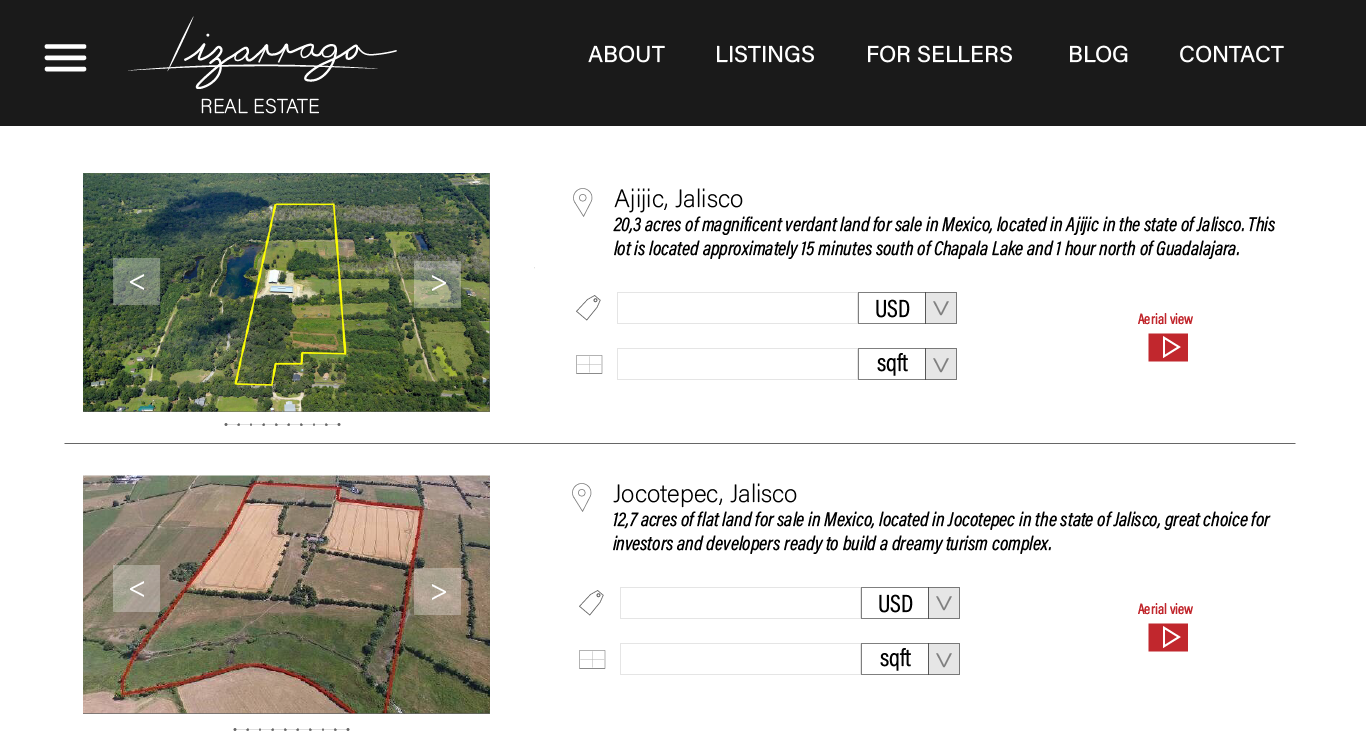 Lizarraga
REAL ESTATE
ABOUT LISTINGS FOR SELLERS BLOG CONTACT
< >
Ajijic, Jalisco
20,3 acres of magnificent verdant land for sale in Mexico, located in Ajijic in the state of Jalisco. This
lot is located approximately 15 minutes south of Chapala Lake and 1 hour north of Guadalajara.
USD
sqft
Aerial view
< >
Jocotepec, Jalisco
12,7 acres of flat land for sale in Mexico, located in Jocotepec in the state of Jalisco, great choice for
investors and developers ready to build a dreamy turism complex.
USD
sqft
Aerial view